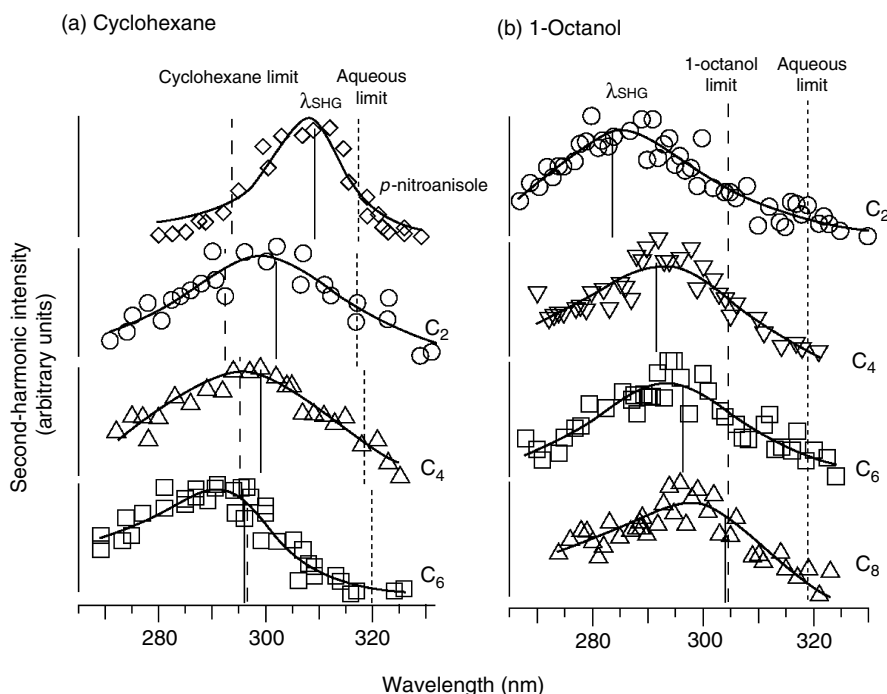 (a) Cyclohexane
Cyclohexane limit
λSHG
Aqueous
limit
p-nitroanisole
C2
C4
C6
280
300
320
(b) 1-Octanol
λSHG
1-octanol
limit
Aqueous
limit
C2
C4
C6
C8
280
300
320
Second-harmonic intensity
(arbitrary units)
Wavelength (nm)